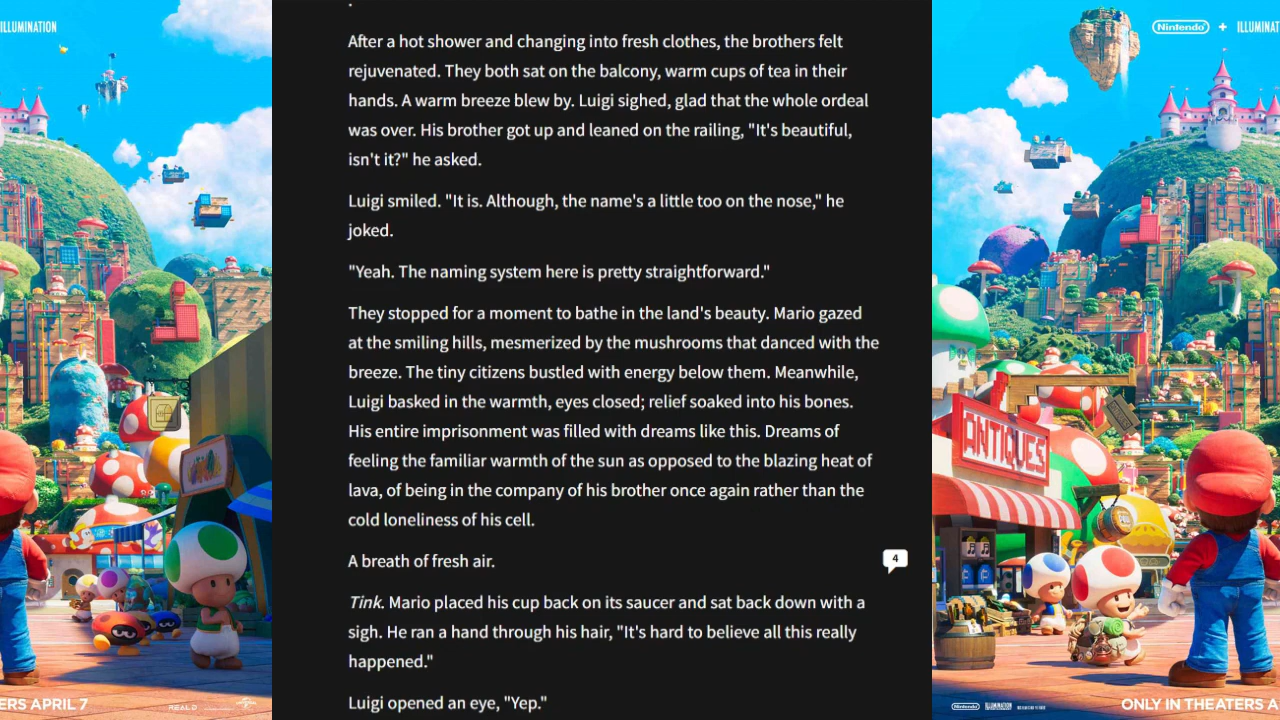 ILLUMINATION
.
After a hot shower and changing into fresh clothes, the brothers felt
rejuvenated. They both sat on the balcony, warm cups of tea in their
hands. A warm breeze blew by. Luigi sighed, glad that the whole ordeal
was over. His brother got up and leaned on the railing, "It's beautiful,
isn't it?" he asked.
Luigi smiled. "It is. Although, the name's a little too on the nose," he
joked.
"Yeah. The naming system here is pretty straightforward."
They stopped for a moment to bathe in the land's beauty. Mario gazed
at the smiling hills, mesmerized by the mushrooms that danced with the
breeze. The tiny citizens bustled with energy below them. Meanwhile,
Luigi basked in the warmth, eyes closed; relief soaked into his bones.
His entire imprisonment was filled with dreams like this. Dreams of
feeling the familiar warmth of the sun as opposed to the blazing heat of
lava, of being in the company of his brother once again rather than the
cold loneliness of his cell.
A breath of fresh air.
4
Tink. Mario placed his cup back on its saucer and sat back down with a
sigh. He ran a hand through his hair, "It's hard to believe all this really
happened."
Luigi opened an eye, "Yep."
ERS APRIL 7
REALD
Nintendo + ILLUMINAT
ANTIQUES
Nintendo ILLUMINATION
ONLY IN THEATERS A